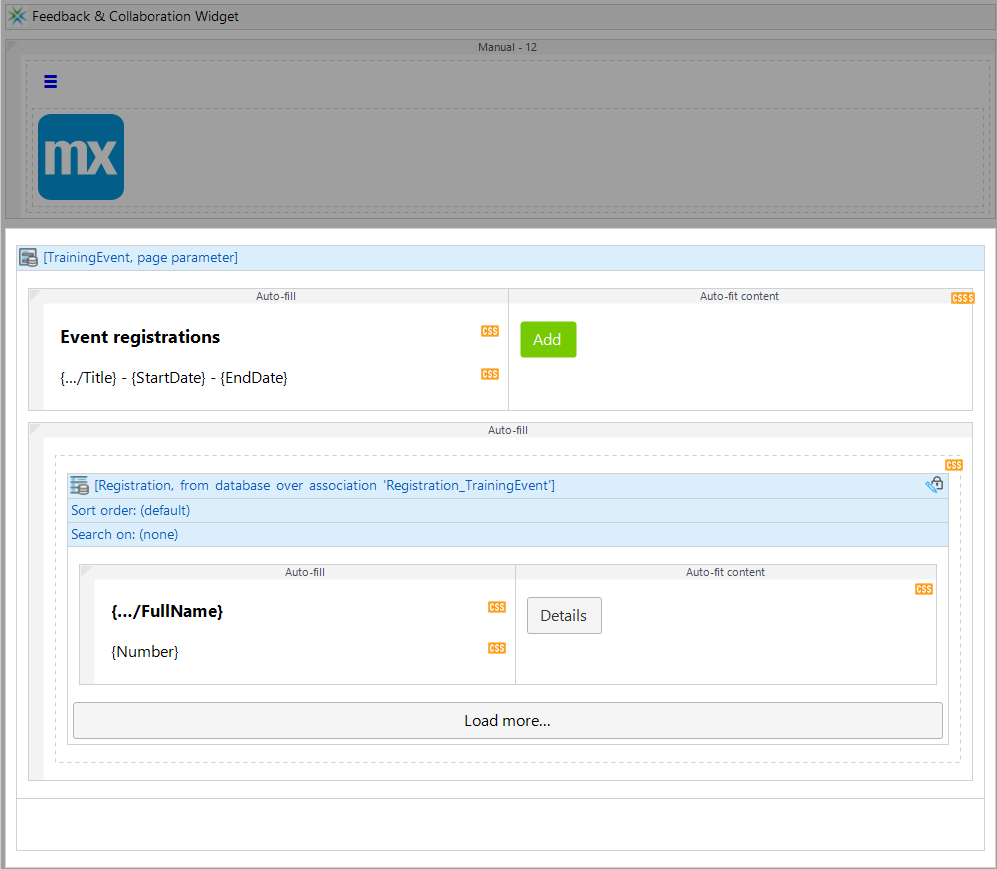 Feedback & Collaboration Widget
Manual - 12
mx
[TrainingEvent, page parameter]
Auto-fill
Auto-fit content
CSS$
Event registrations
CSS
Add
{.../Title} - {StartDate} - {EndDate}
CSS
Auto-fill
CSS
[Registration, from database over association 'Registration_TrainingEvent']
Sort order: (default)
Search on: (none)
Auto-fill
Auto-fit content
CSS
{.../FullName}
CSS
Details
{Number}
CSS
Load more...